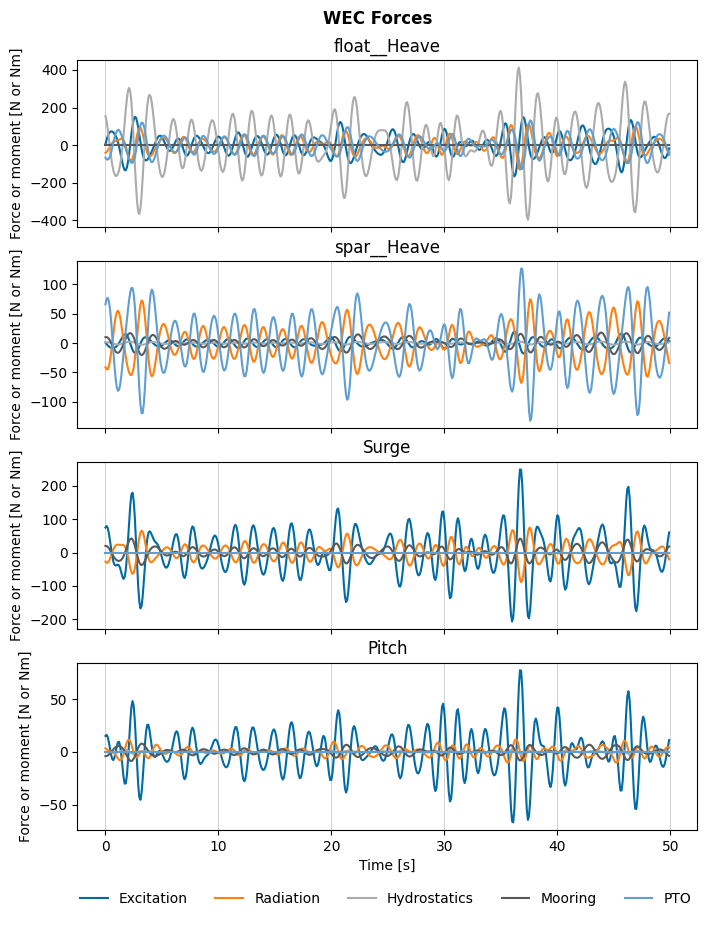 WEC Forces
float__Heave
Force or moment [N or Nm]
400
200
0
−200
−400
spar__Heave
Force or moment [N or Nm]
100
50
0
−50
−100
Surge
Force or moment [N or Nm]
200
100
0
−100
−200
Pitch
Force or moment [N or Nm]
50
0
−50
0 10 20 30 40 50
Time [s]
Excitation Radiation Hydrostatics Mooring PTO